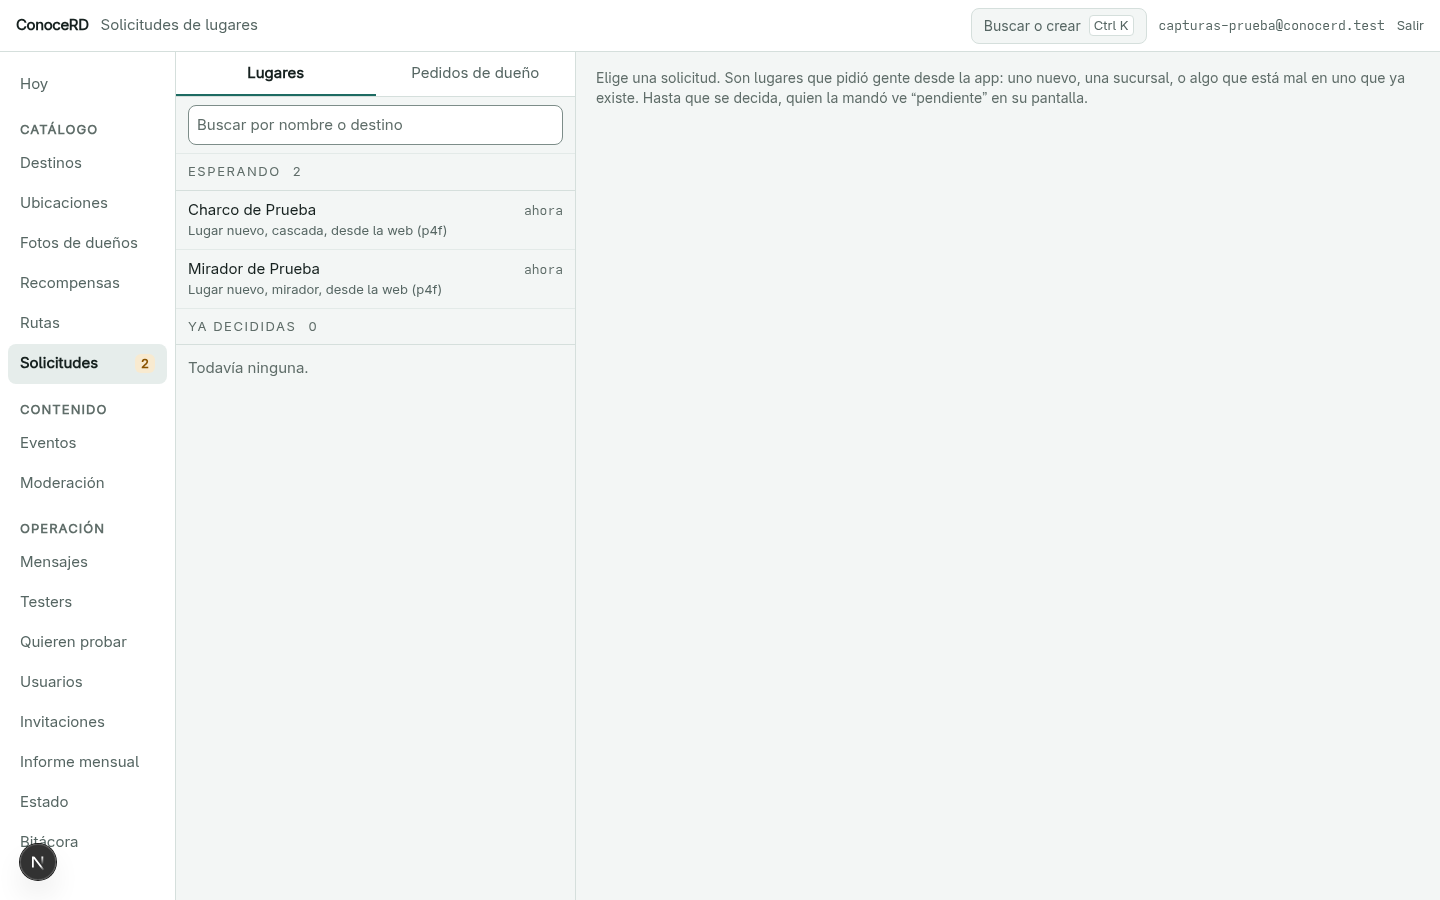 ConoceRD Solicitudes de lugares
Buscar o crear Ctrl K
capturas-prueba@conocerd.test
Salir
Hoy
CATÁLOGO
Destinos
Ubicaciones
Fotos de dueños
Recompensas
Rutas
Solicitudes 2
CONTENIDO
Eventos
Moderación
OPERACIÓN
Mensajes
Testers
Quieren probar
Usuarios
Invitaciones
Informe mensual
Estado
Bitácora
N
Lugares
Pedidos de dueño
Buscar por nombre o destino
ESPERANDO 2
Charco de Prueba ahora
Lugar nuevo, cascada, desde la web (p4f)
Mirador de Prueba ahora
Lugar nuevo, mirador, desde la web (p4f)
YA DECIDIDAS 0
Todavía ninguna.
Elige una solicitud. Son lugares que pidió gente desde la app: uno nuevo, una sucursal, o algo que está mal en uno que ya
existe. Hasta que se decida, quien la mandó ve “pendiente” en su pantalla.